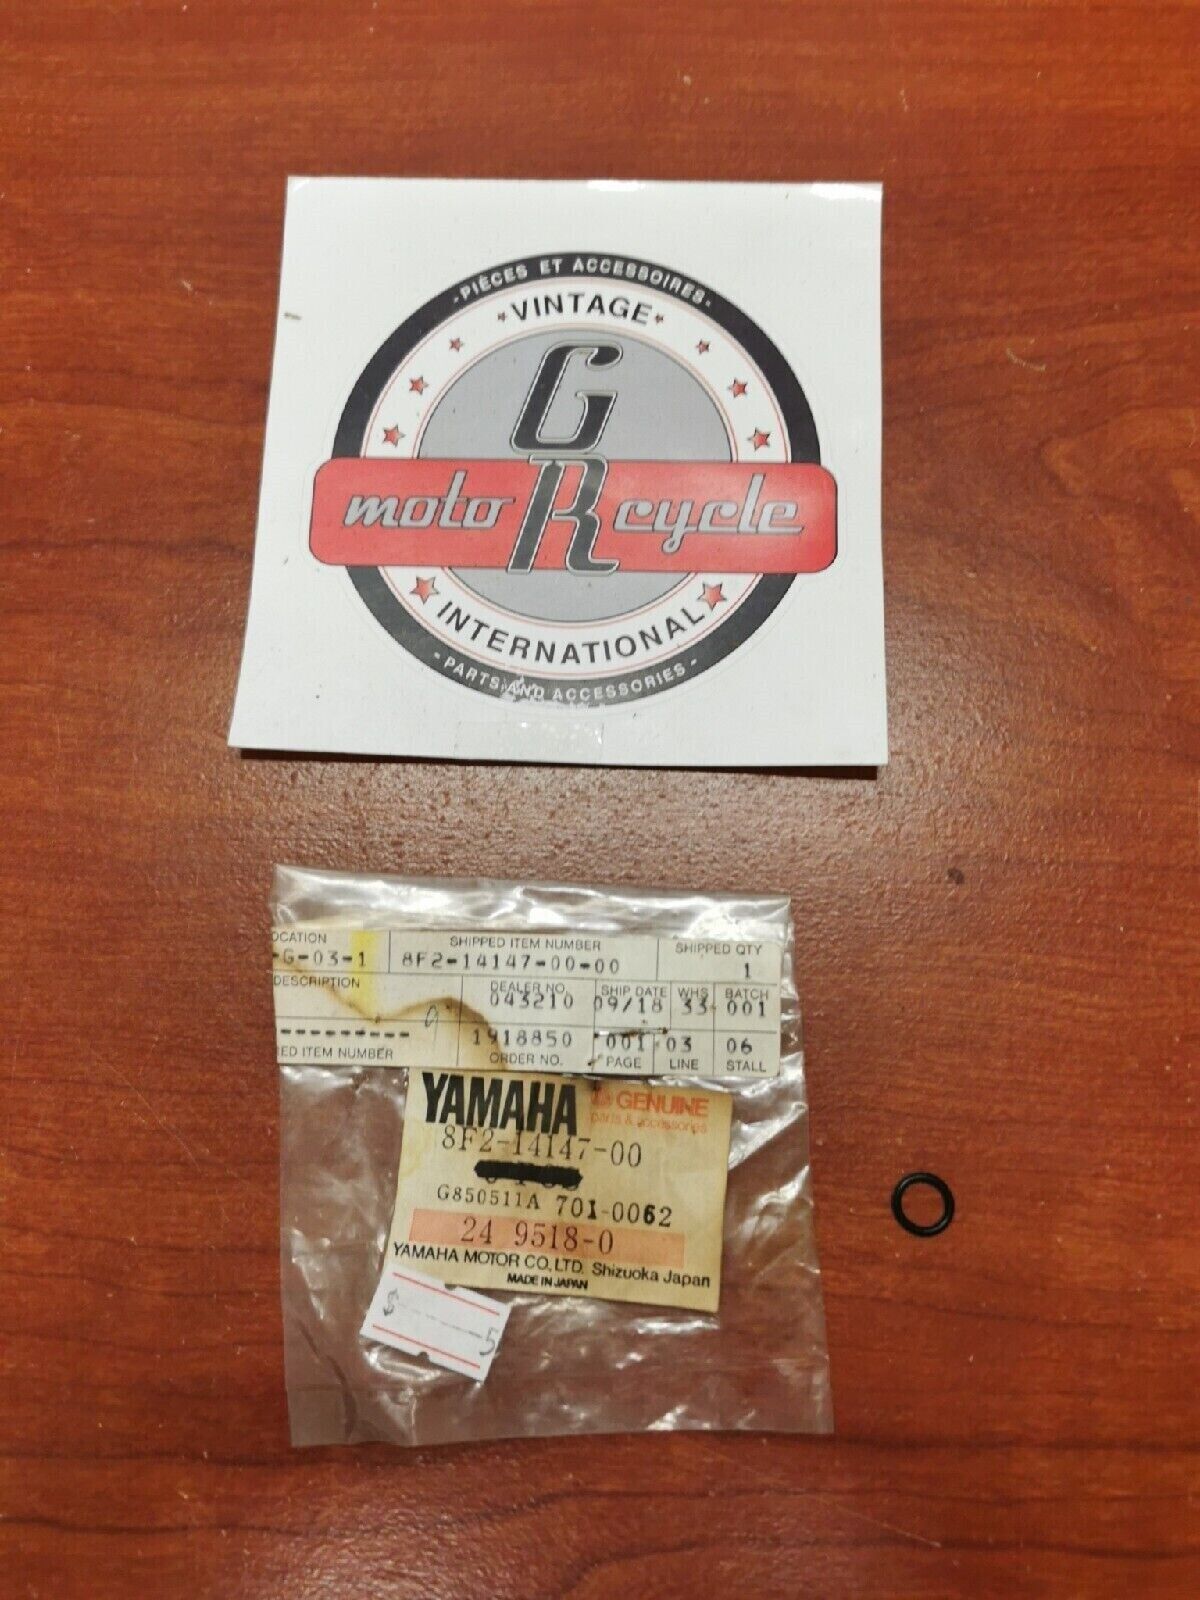 - PIÈCES ET ACCESSOIRES -
VINTAGE
G
moto R cycle
INTERNATIONAL
- PARTS AND ACCESSORIES -
OCATION
SHIPPED ITEM NUMBER
SHIPPED QTY
-G-03-1
8F2-14147-00-00
1
DESCRIPTION
DEALER NO.
SHIP DATE
WHS
BATCH
043210
09/18
33
001
1918850
001
03
06
ED ITEM NUMBER
ORDER NO.
PAGE
LINE
STALL
YAMAHA
GENUINE
parts & accessories
8F2-14147-00
G850511A 701-0062
24 9518-0
YAMAHA MOTOR CO., LTD. Shizuoka Japan
MADE IN JAPAN
5